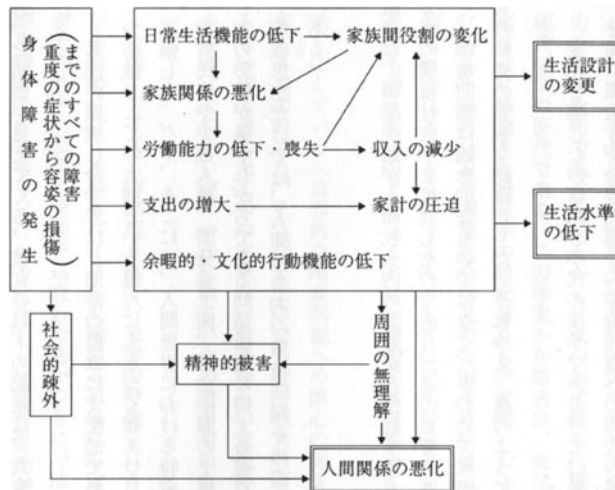 身体障害の発生
（重度の症状から容姿の損傷
までのすべての障害）
日常生活機能の低下
家族間役割の変化
家族関係の悪化
労働能力の低下・喪失
収入の減少
支出の増大
家計の圧迫
余暇的・文化的行動機能の低下
生活設計
の変更
生活水準
の低下
社会的疎外
精神的被害
周囲の無理解
人間関係の悪化